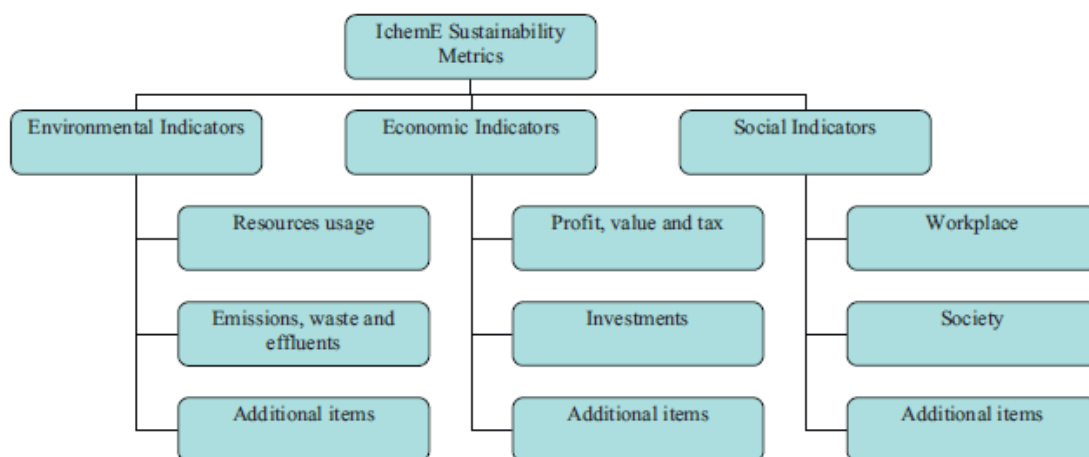 IchemE Sustainability
Metrics
Environmental Indicators
Economic Indicators
Social Indicators
Resources usage
Profit, value and tax
Workplace
Emissions, waste and
effluents
Investments
Society
Additional items
Additional items
Additional items